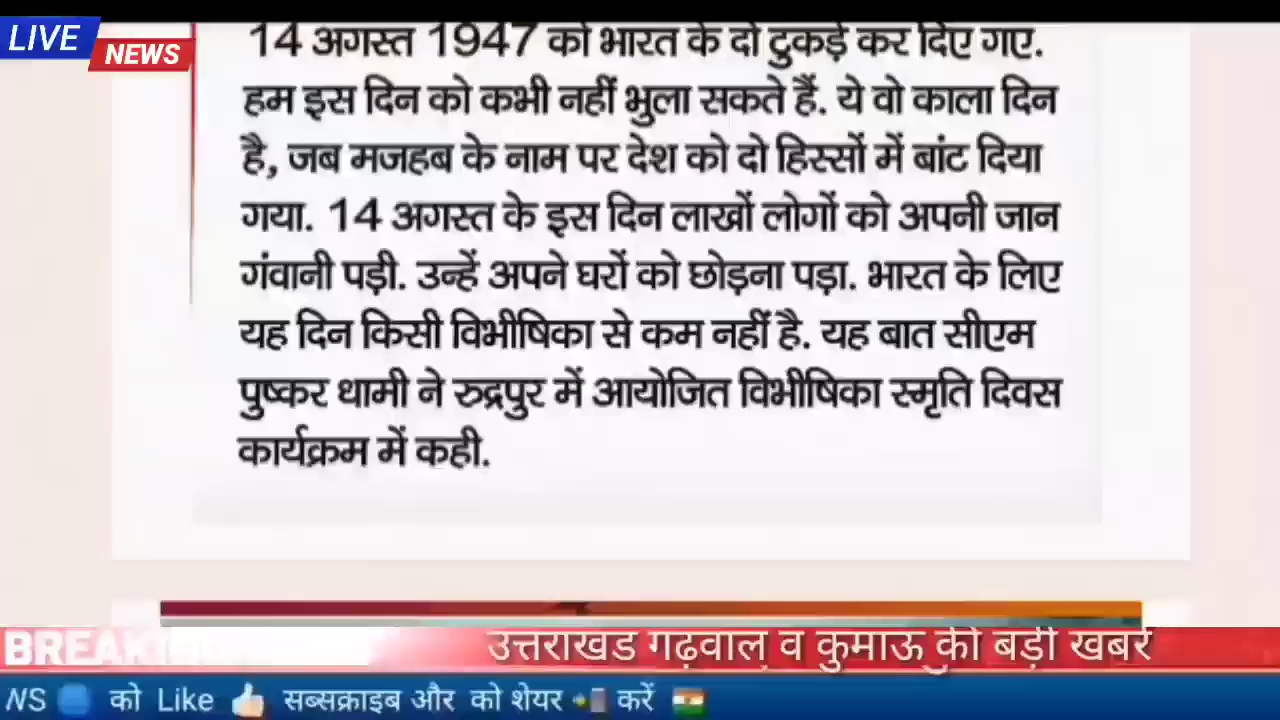 LIVE
NEWS
14 अगस्त 1947 को भारत के दो टुकड़े कर दिए गए.
हम इस दिन को कभी नहीं भुला सकते हैं. ये वो काला दिन
है, जब मजहब के नाम पर देश को दो हिस्सों में बांट दिया
गया. 14 अगस्त के इस दिन लाखों लोगों को अपनी जान
गंवानी पड़ी. उन्हें अपने घरों को छोड़ना पड़ा. भारत के लिए
यह दिन किसी विभीषिका से कम नहीं है. यह बात सीएम
पुष्कर धामी ने रुद्रपुर में आयोजित विभीषिका स्मृति दिवस
कार्यक्रम में कही.
उत्तराखंड गढ़वाल व कुमाऊ की बड़ी खबरें
WS को Like 👍 सब्सक्राइब और को शेयर 📲 करें 🇮🇳